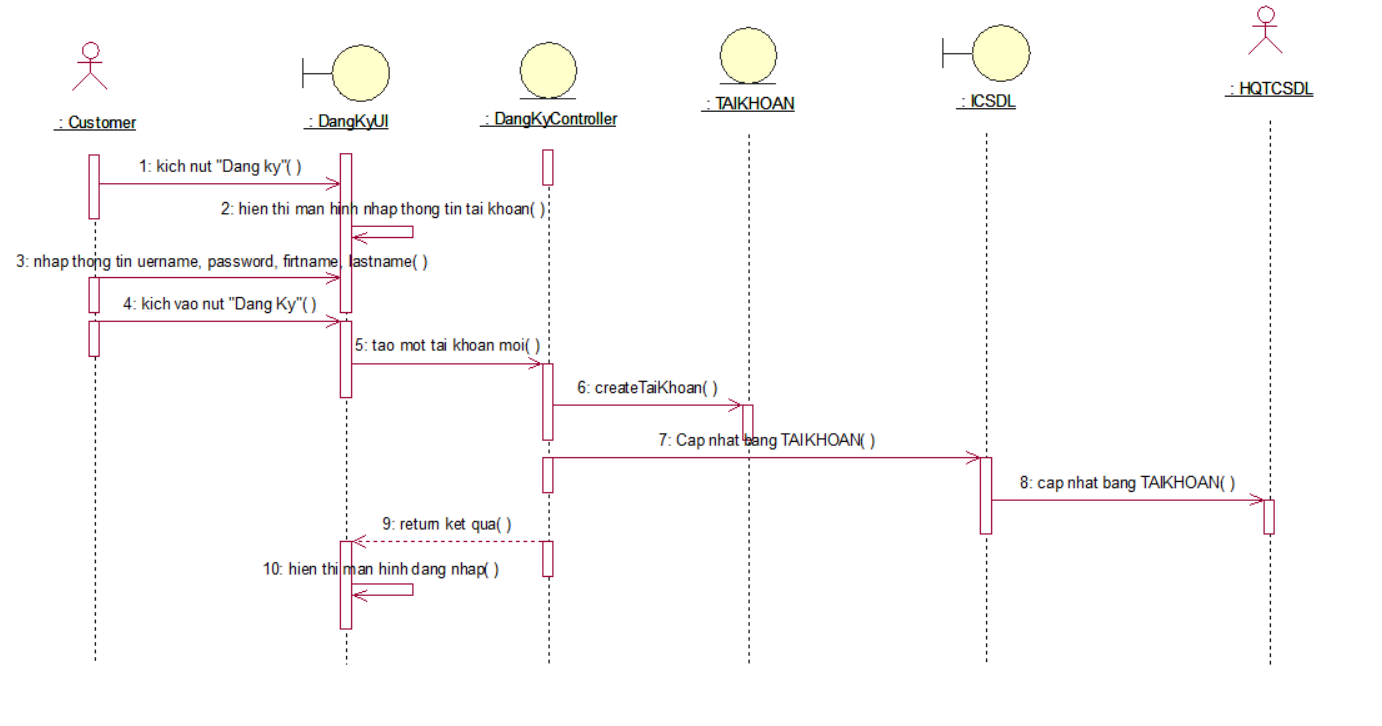 : Customer
: DangKyUI
: DangKyController
: TAIKHOAN
: ICSDL
: HQTCSDL
1: kich nut "Dang ky"( )
2: hien thi man hinh nhap thong tin tai khoan( )
3: nhap thong tin uername, password, firtname, lastname( )
4: kich vao nut "Dang Ky"( )
5: tao mot tai khoan moi( )
6: createTaiKhoan( )
7: Cap nhat bang TAIKHOAN( )
8: cap nhat bang TAIKHOAN( )
9: return ket qua( )
10: hien thi man hinh dang nhap( )